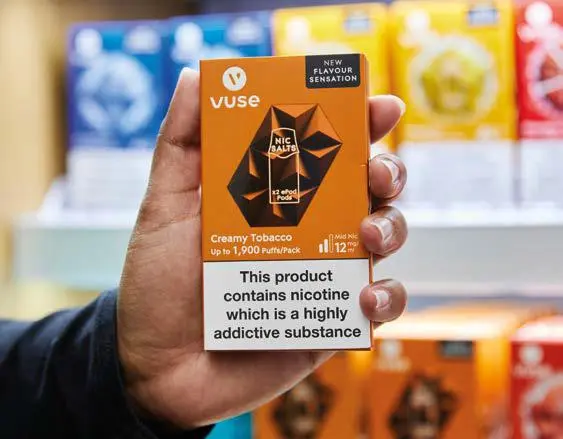 VUSE
NEW
FLAVOUR
SENSATION
NIC
SALTS
x2 ePod
Pods
Creamy Tobacco
Up to 1,900 Puffs/Pack
Mid Nic
12 mg/
ml
This product
contains nicotine
which is a highly
addictive substance